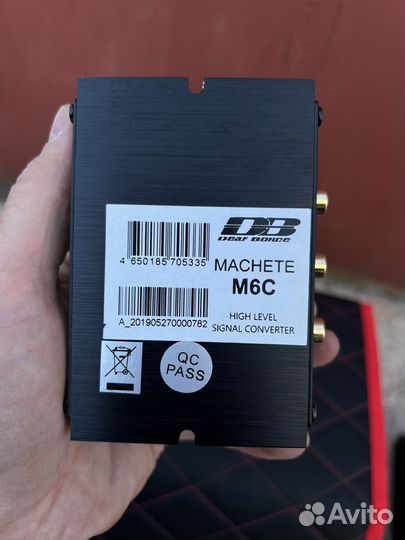 DB
DEAF BONCE
4 650185 705335
MACHETE
M6C
A_201905270000782
HIGH LEVEL
SIGNAL CONVERTER
QC
PASS
Avito